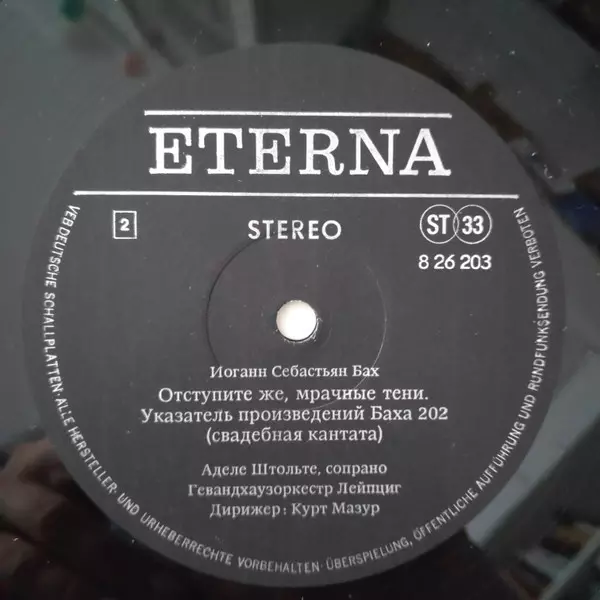 ETERNA
2
STEREO
ST 33
8 26 203
Иоганн Себастьян Бах
Отступите же, мрачные тени.
Указатель произведений Баха 202
(свадебная кантата)
Аделе Штольте, сопрано
Гевандхаузоркестр Лейпциг
Дирижер: Курт Мазур
VEB DEUTSCHE SCHALLPLATTEN · ALLE HERSTELLER- UND URHEBERRECHTE VORBEHALTEN · ÜBERSPIELUNG, ÖFFENTLICHE AUFFÜHRUNG UND RUNDFUNKSENDUNG VERBOTEN